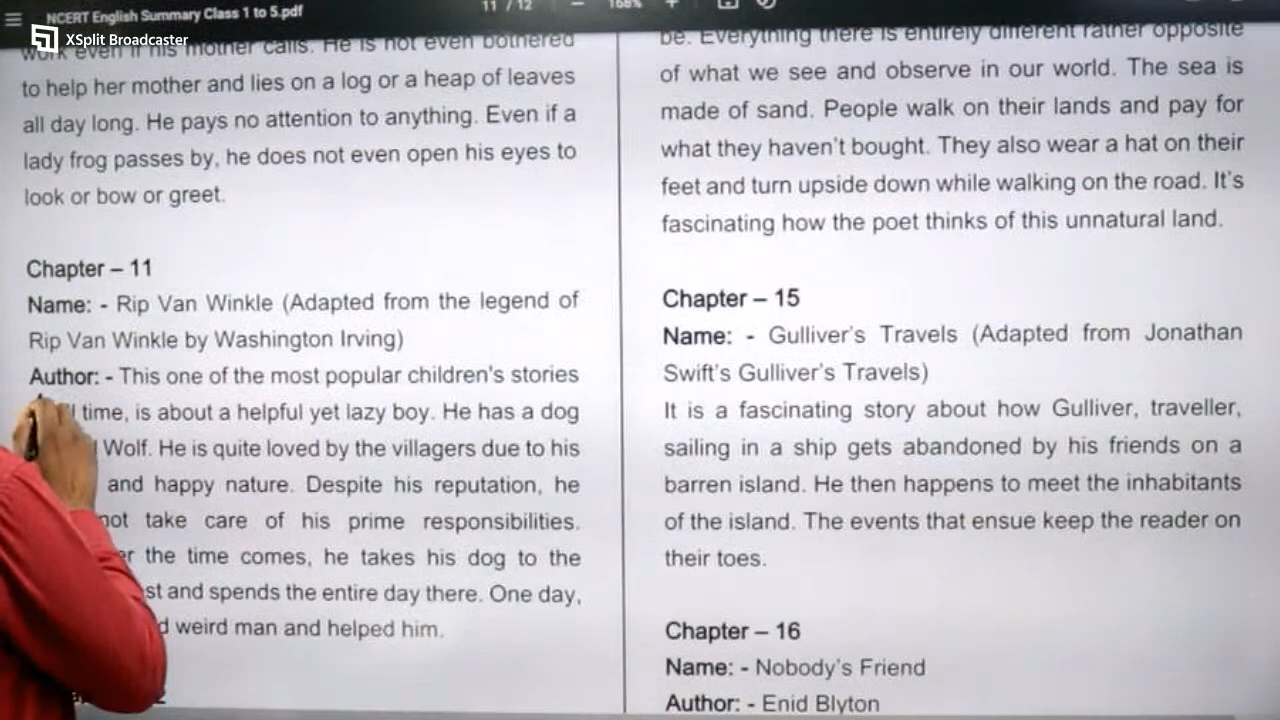 NCERT English Summary Class 1 to 5.pdf
11 / 12
168%
XSplit Broadcaster
work even if his mother calls. He is not even bothered
to help her mother and lies on a log or a heap of leaves
all day long. He pays no attention to anything. Even if a
lady frog passes by, he does not even open his eyes to
look or bow or greet.
Chapter – 11
Name: - Rip Van Winkle (Adapted from the legend of
Rip Van Winkle by Washington Irving)
Author: - This one of the most popular children's stories
time, is about a helpful yet lazy boy. He has a dog
Wolf. He is quite loved by the villagers due to his
and happy nature. Despite his reputation, he
not take care of his prime responsibilities.
the time comes, he takes his dog to the
and spends the entire day there. One day,
weird man and helped him.
be. Everything there is entirely different rather opposite
of what we see and observe in our world. The sea is
made of sand. People walk on their lands and pay for
what they haven't bought. They also wear a hat on their
feet and turn upside down while walking on the road. It's
fascinating how the poet thinks of this unnatural land.
Chapter – 15
Name: - Gulliver's Travels (Adapted from Jonathan
Swift's Gulliver's Travels)
It is a fascinating story about how Gulliver, traveller,
sailing in a ship gets abandoned by his friends on a
barren island. He then happens to meet the inhabitants
of the island. The events that ensue keep the reader on
their toes.
Chapter – 16
Name: - Nobody's Friend
Author: - Enid Blyton